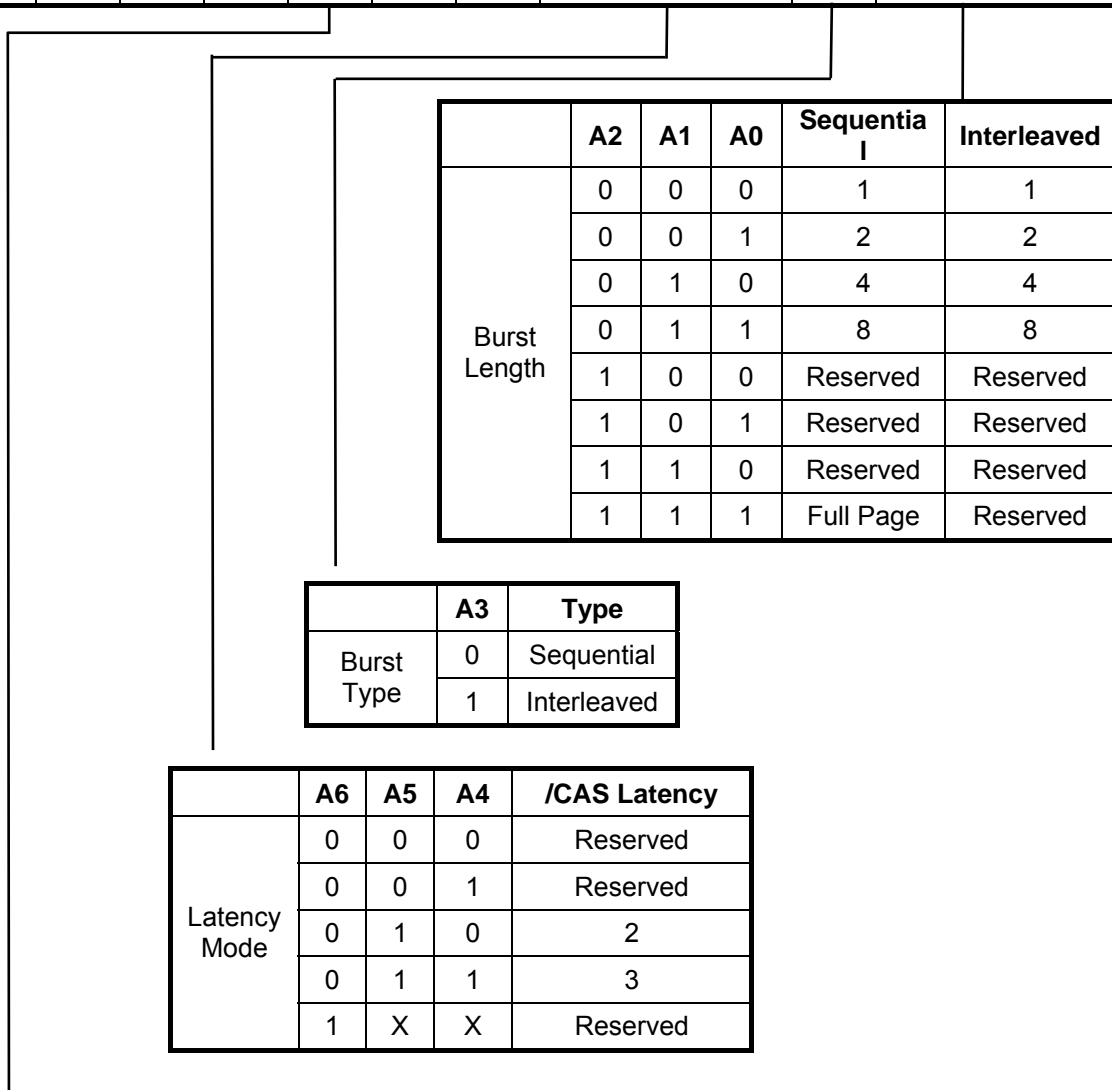 A2 A1 A0 Sequentia Interleaved
l
0 0 0 1 1
0 0 1 2 2
0 1 0 4 4
Burst 0 1 1 8 8
Length 1 0 0 Reserved Reserved
1 0 1 Reserved Reserved
1 1 0 Reserved Reserved
1 1 1 Full Page Reserved
A3 Type
Burst 0 Sequential
Type 1 Interleaved
A6 A5 A4 /CAS Latency
0 0 0 Reserved
0 0 1 Reserved
Latency
Mode 0 1 0 2
0 1 1 3
1 X X Reserved